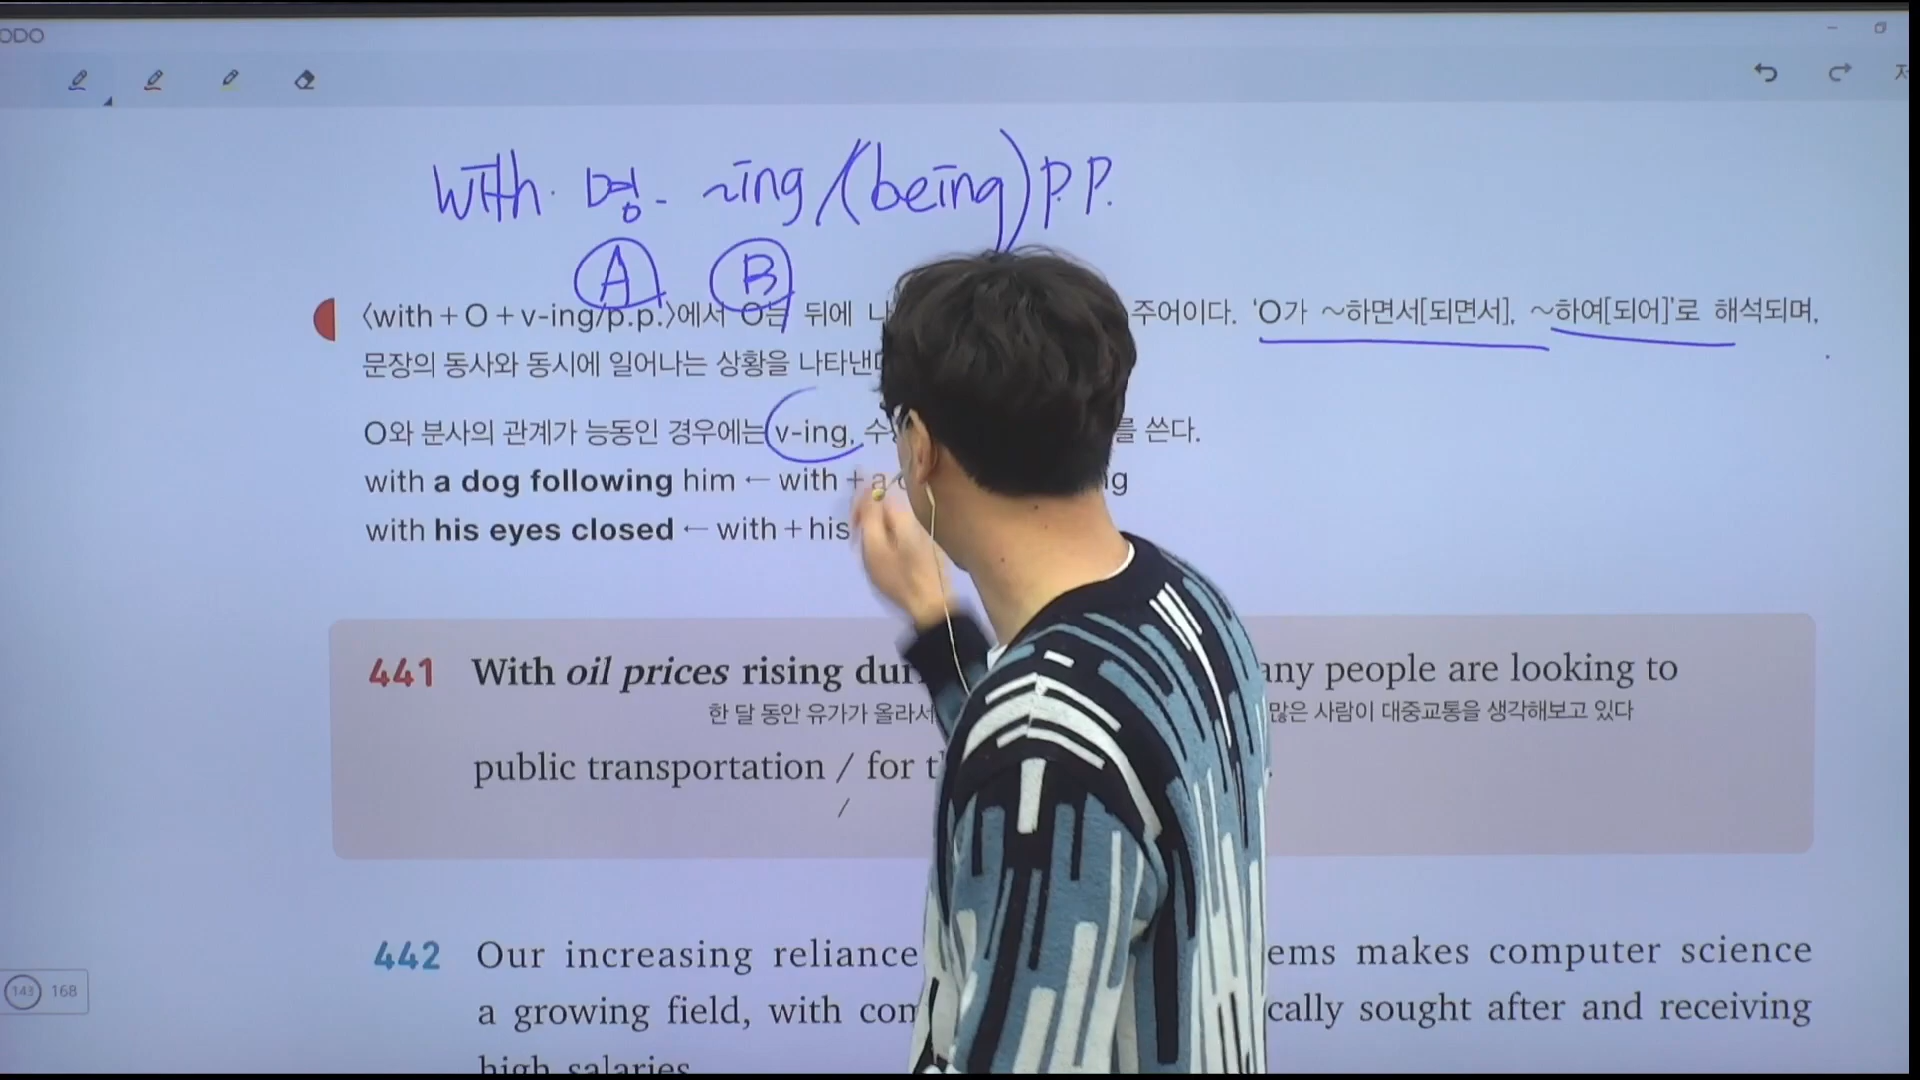 ODO
with 명 ~ing / (being) p.p.
A B
〈with + O + v-ing/p.p.〉에서 O는 뒤에 주어이다. ‘O가 ～하면서[되면서], ～하여[되어]’로 해석되며,
문장의 동사와 동시에 일어나는 상황을 나타낸다
O와 분사의 관계가 능동인 경우에는 v-ing, 를 쓴다.
with a dog following him ← with + a
with his eyes closed ← with + his
441 With oil prices rising people are looking to
한 달 동안 유가가 올라서 많은 사람이 대중교통을 생각해보고 있다
public transportation / for
/
442 Our increasing reliance makes computer science
a growing field, with sought after and receiving
high salaries
143 168